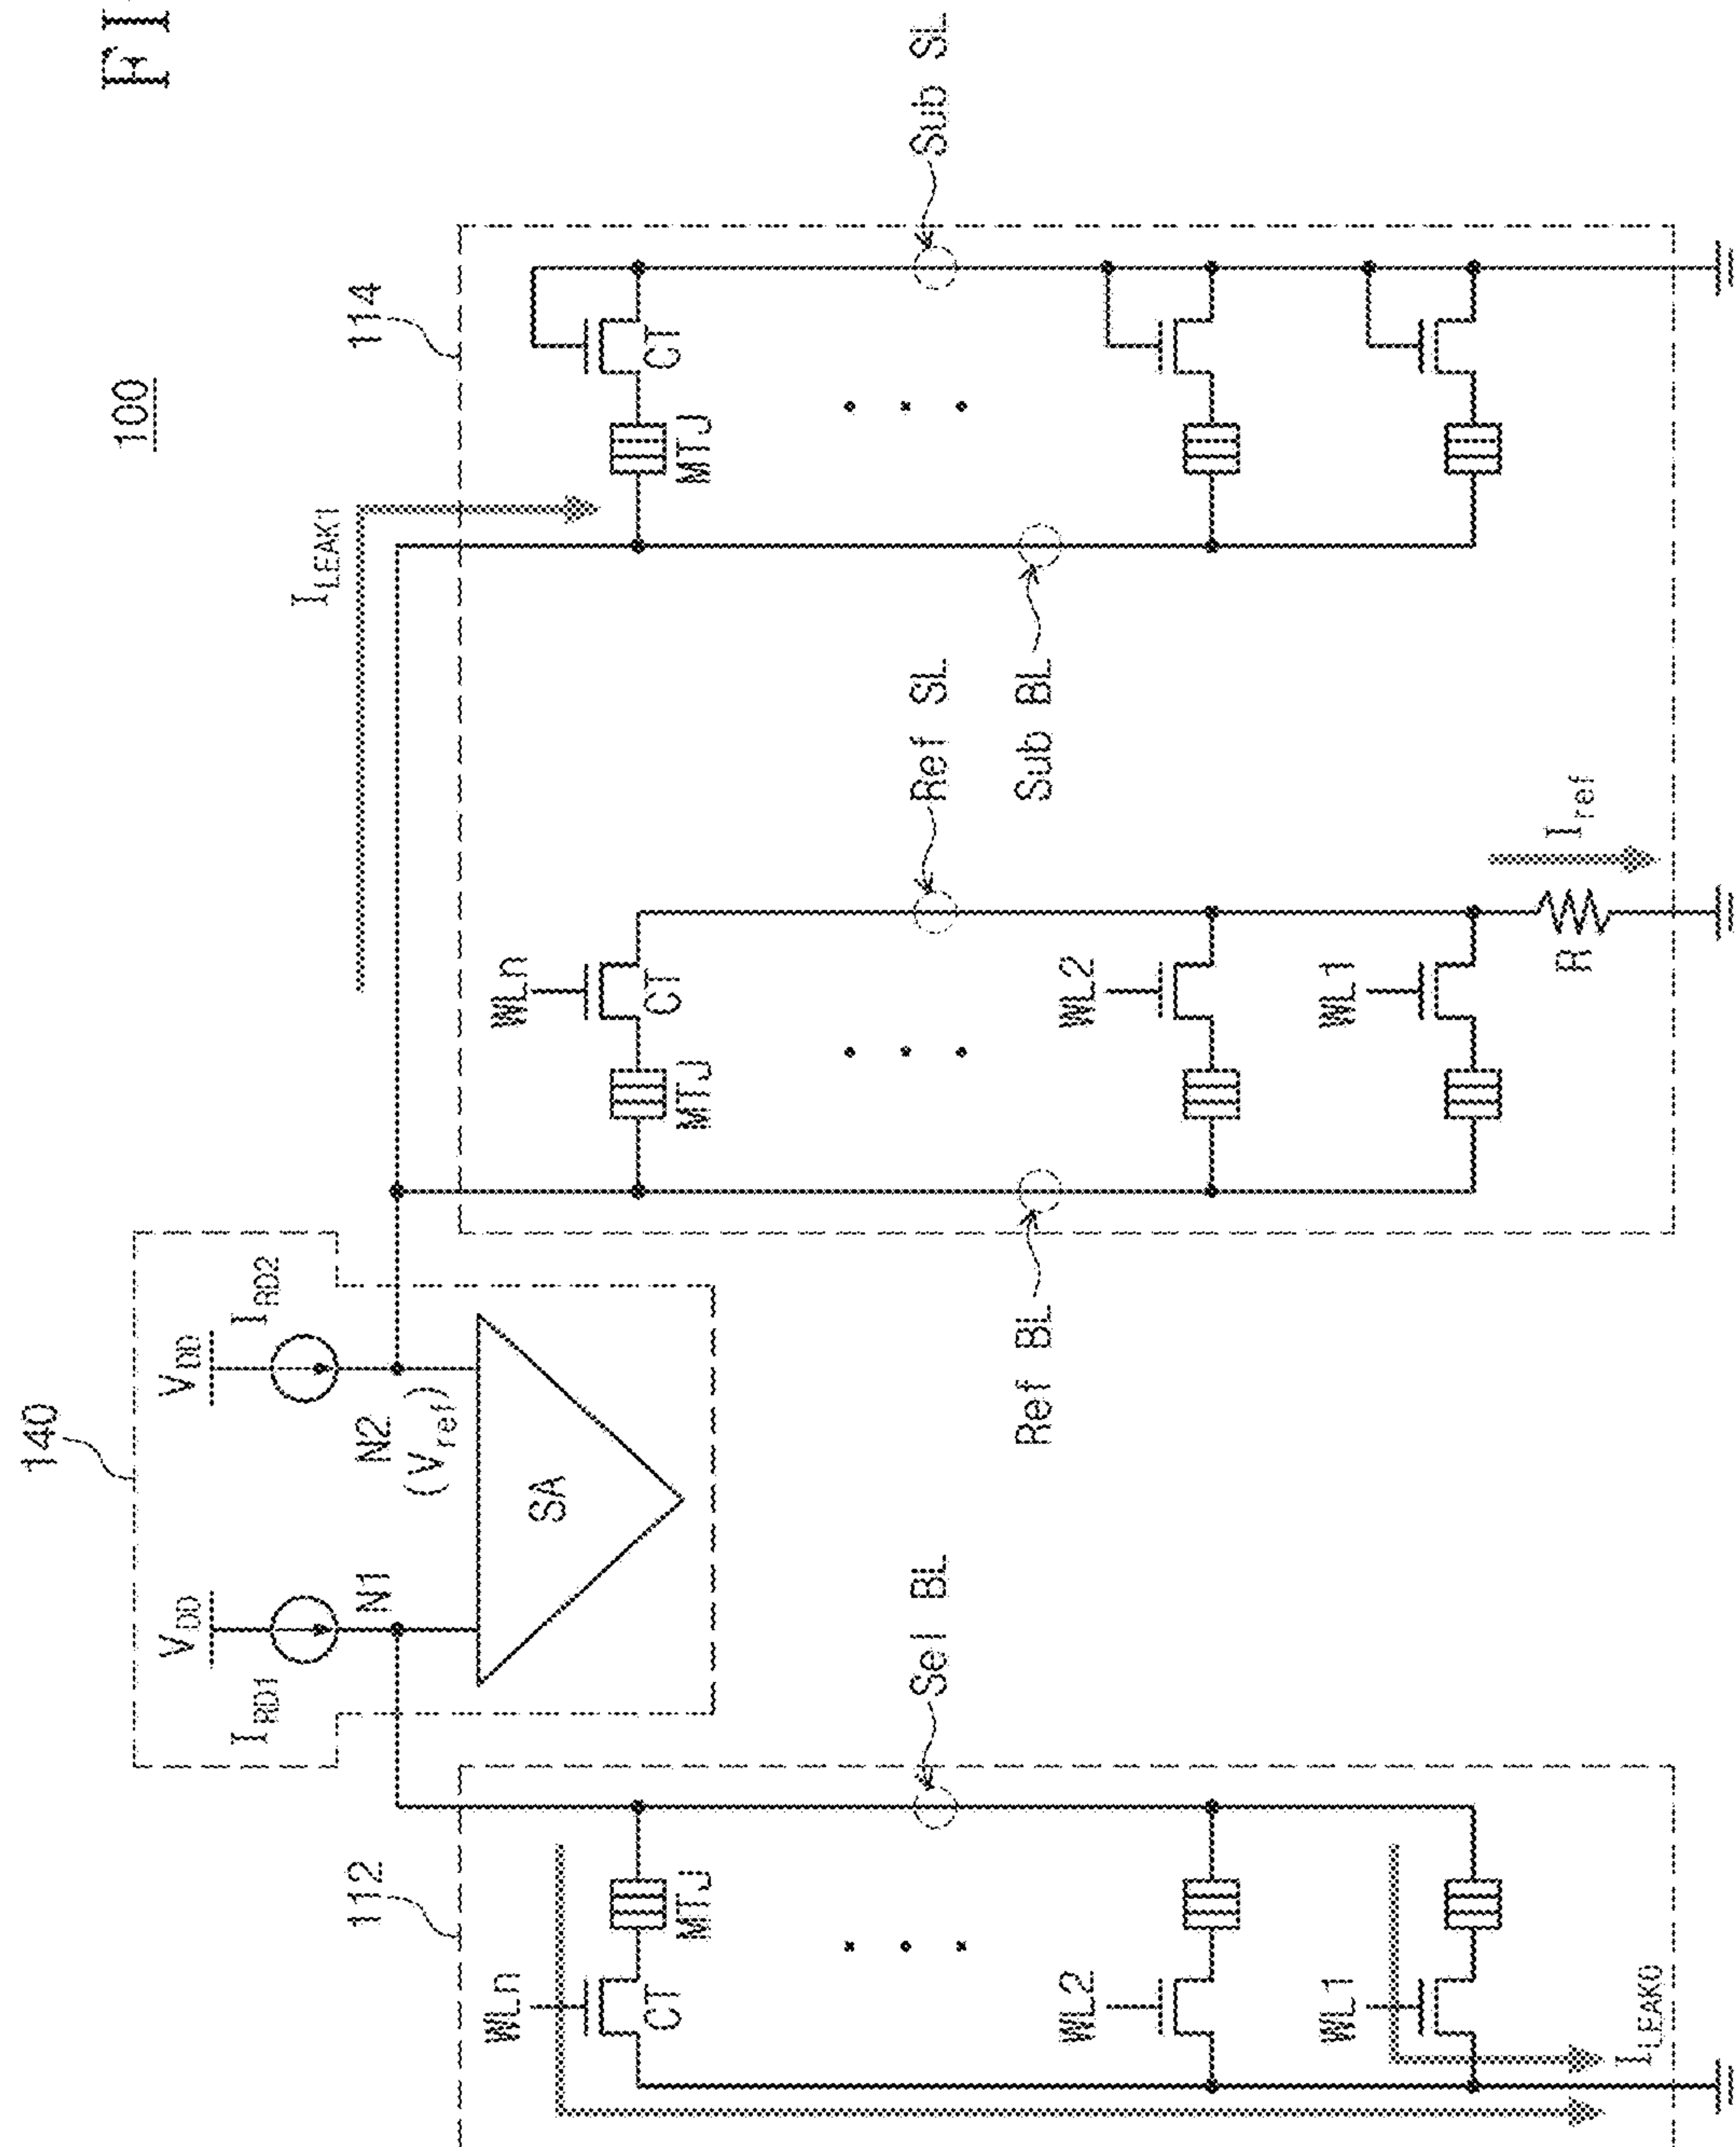 FI
100
140
V_DD
V_DD
I_RD1
I_RD2
N1
N2
(V_ref)
SA
112
WLn
CT
MTJ
WL2
WL1
I_LEAK0
Sel BL
114
I_LEAK1
WLn
CT
MTJ
WL2
WL1
Ref BL
Ref SL
R
I_ref
MTJ
CT
Sub BL
Sub SL